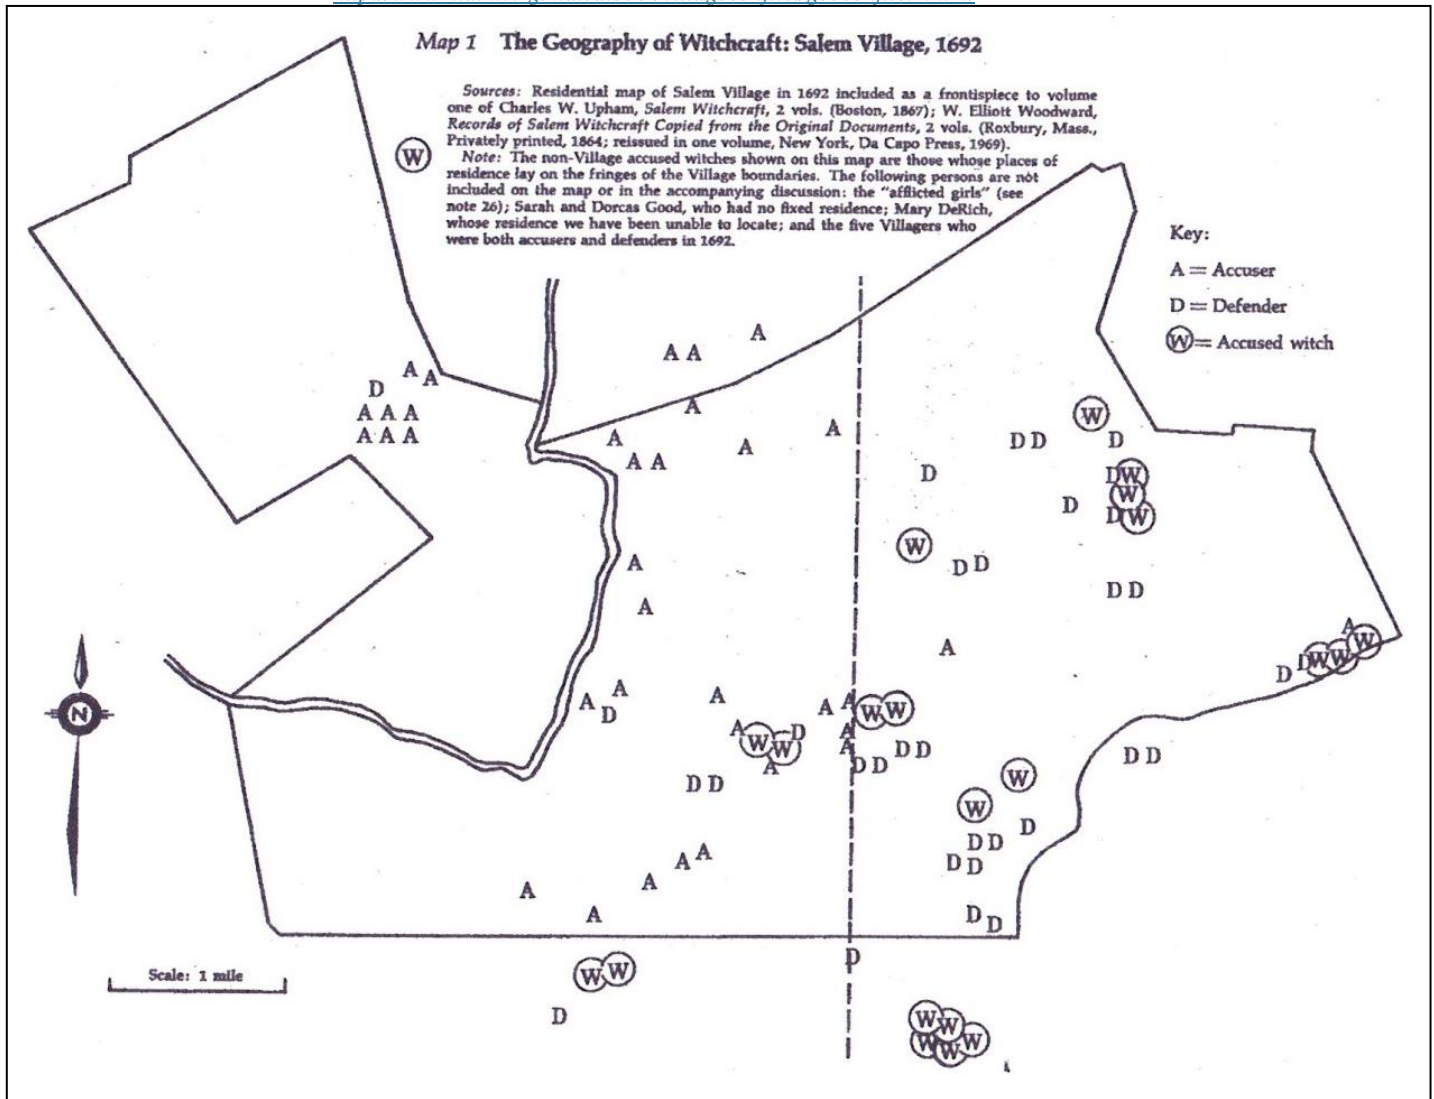 Map 1 The Geography of Witchcraft: Salem Village, 1692
Sources: Residential map of Salem Village in 1692 included as a frontispiece to volume
one of Charles W. Upham, Salem Witchcraft, 2 vols. (Boston, 1867); W. Elliott Woodward,
Records of Salem Witchcraft Copied from the Original Documents, 2 vols. (Roxbury, Mass.,
Privately printed, 1864; reissued in one volume, New York, Da Capo Press, 1969).
Note: The non-Village accused witches shown on this map are those whose places of
residence lay on the fringes of the Village boundaries. The following persons are not
included on the map or in the accompanying discussion: the "afflicted girls" (see
note 26); Sarah and Dorcas Good, who had no fixed residence; Mary DeRich,
whose residence we have been unable to locate; and the five Villagers who
were both accusers and defenders in 1692.
W
Key:
A = Accuser
D = Defender
W = Accused witch
A
A A
A A
D
A A A
A A A
A
A
A A
A
A
W
D D
D
D
D W
W
D W
D
W
D D
D D
A
A
A
A
D D W W W
A
A
D
A
A A
W W
A
W W D
A
A
A
D D
D D
D D
W
W
D D
D
D D
D D
A A
A
A
A
D D
D
W W
D
W W
W W W
N
Scale: 1 mile